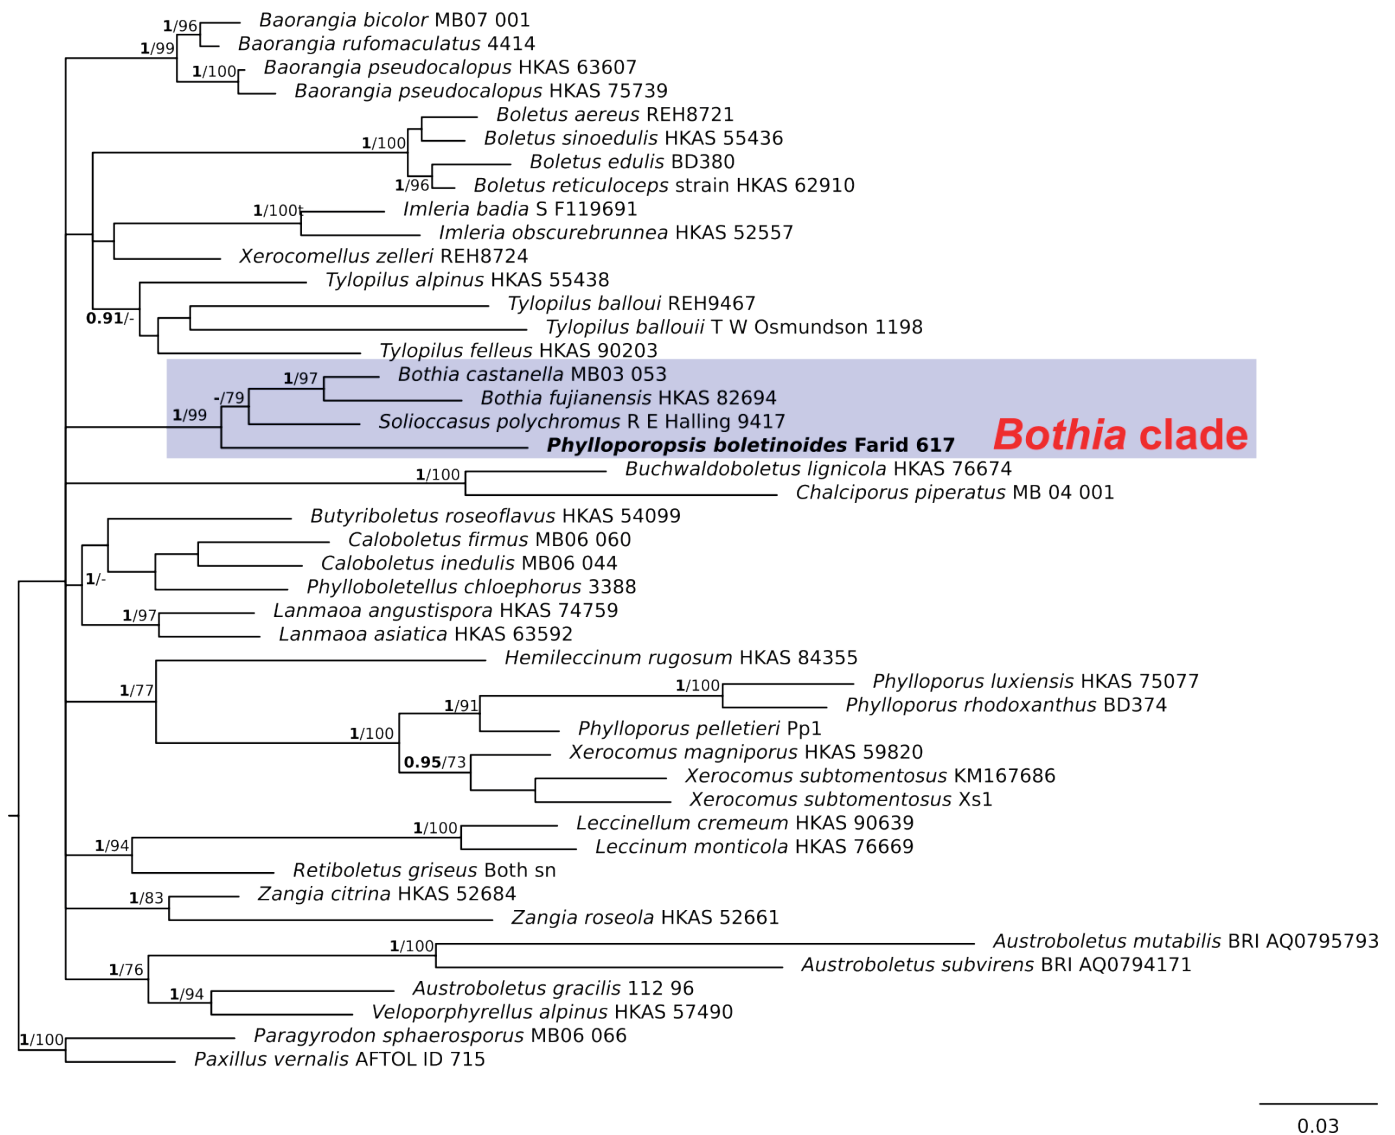 Baorangia bicolor MB07 001
1/96
Baorangia rufomaculatus 4414
1/99
Baorangia pseudocalopus HKAS 63607
1/100
Baorangia pseudocalopus HKAS 75739
Boletus aereus REH8721
Boletus sinoedulis HKAS 55436
1/100
Boletus edulis BD380
Boletus reticuloceps strain HKAS 62910
1/96
Imleria badia S F119691
1/100t
Imleria obscurebrunnea HKAS 52557
Xerocomellus zelleri REH8724
Tylopilus alpinus HKAS 55438
Tylopilus balloui REH9467
0.91/-
Tylopilus ballouii T W Osmundson 1198
Tylopilus felleus HKAS 90203
Bothia castanella MB03 053
1/97
Bothia fujianensis HKAS 82694
-/79
Solioccasus polychromus R E Halling 9417
1/99
Bothia clade
Phylloporopsis boletinoides Farid 617
Buchwaldoboletus lignicola HKAS 76674
1/100
Chalciporus piperatus MB 04 001
Butyriboletus roseoflavus HKAS 54099
Caloboletus firmus MB06 060
Caloboletus inedulis MB06 044
1/-
Phylloboletellus chloephorus 3388
Lanmaoa angustispora HKAS 74759
1/97
Lanmaoa asiatica HKAS 63592
Hemileccinum rugosum HKAS 84355
Phylloporus luxiensis HKAS 75077
1/100
1/77
Phylloporus rhodoxanthus BD374
1/91
Phylloporus pelletieri Pp1
1/100
Xerocomus magniporus HKAS 59820
0.95/73
Xerocomus subtomentosus KM167686
Xerocomus subtomentosus Xs1
Leccinellum cremeum HKAS 90639
1/100
Leccinum monticola HKAS 76669
1/94
Retiboletus griseus Both sn
Zangia citrina HKAS 52684
1/83
Zangia roseola HKAS 52661
Austroboletus mutabilis BRI AQ0795793
1/100
Austroboletus subvirens BRI AQ0794171
1/76
Austroboletus gracilis 112 96
1/94
Veloporphyrellus alpinus HKAS 57490
Paragyrodon sphaerosporus MB06 066
1/100
Paxillus vernalis AFTOL ID 715
0.03